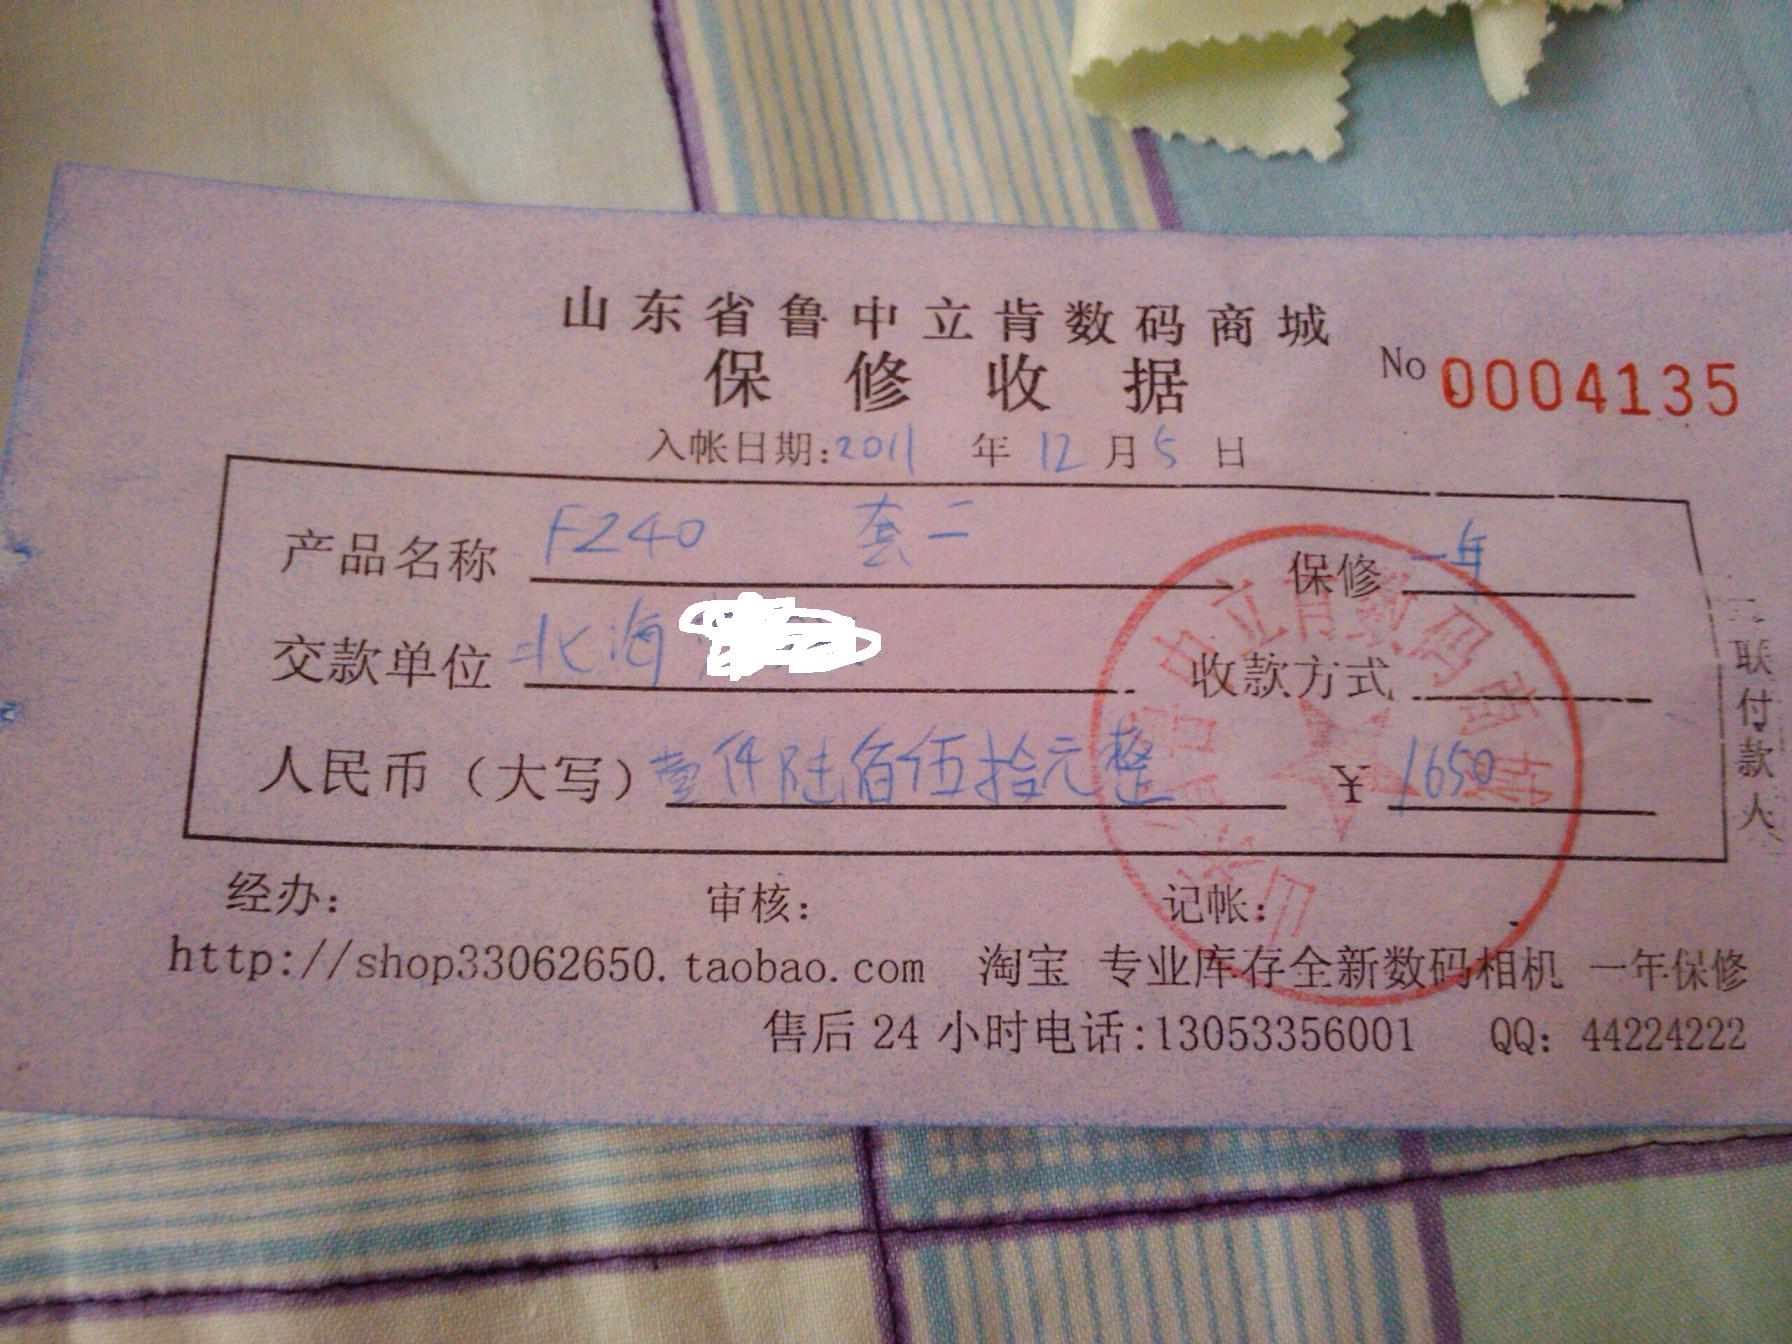 山东省鲁中立肯数码商城
保修收据
No 0004135
入帐日期:2011 年 12 月 5 日
产品名称 FZ40 套二 保修 一年
交款单位 北海 收款方式
人民币（大写）壹仟陆佰伍拾元整 ¥ 1650
联付款人
经办: 审核: 记帐:
http://shop33062650.taobao.com 淘宝 专业库存全新数码相机 一年保修
售后 24 小时电话:13053356001 QQ: 44224222